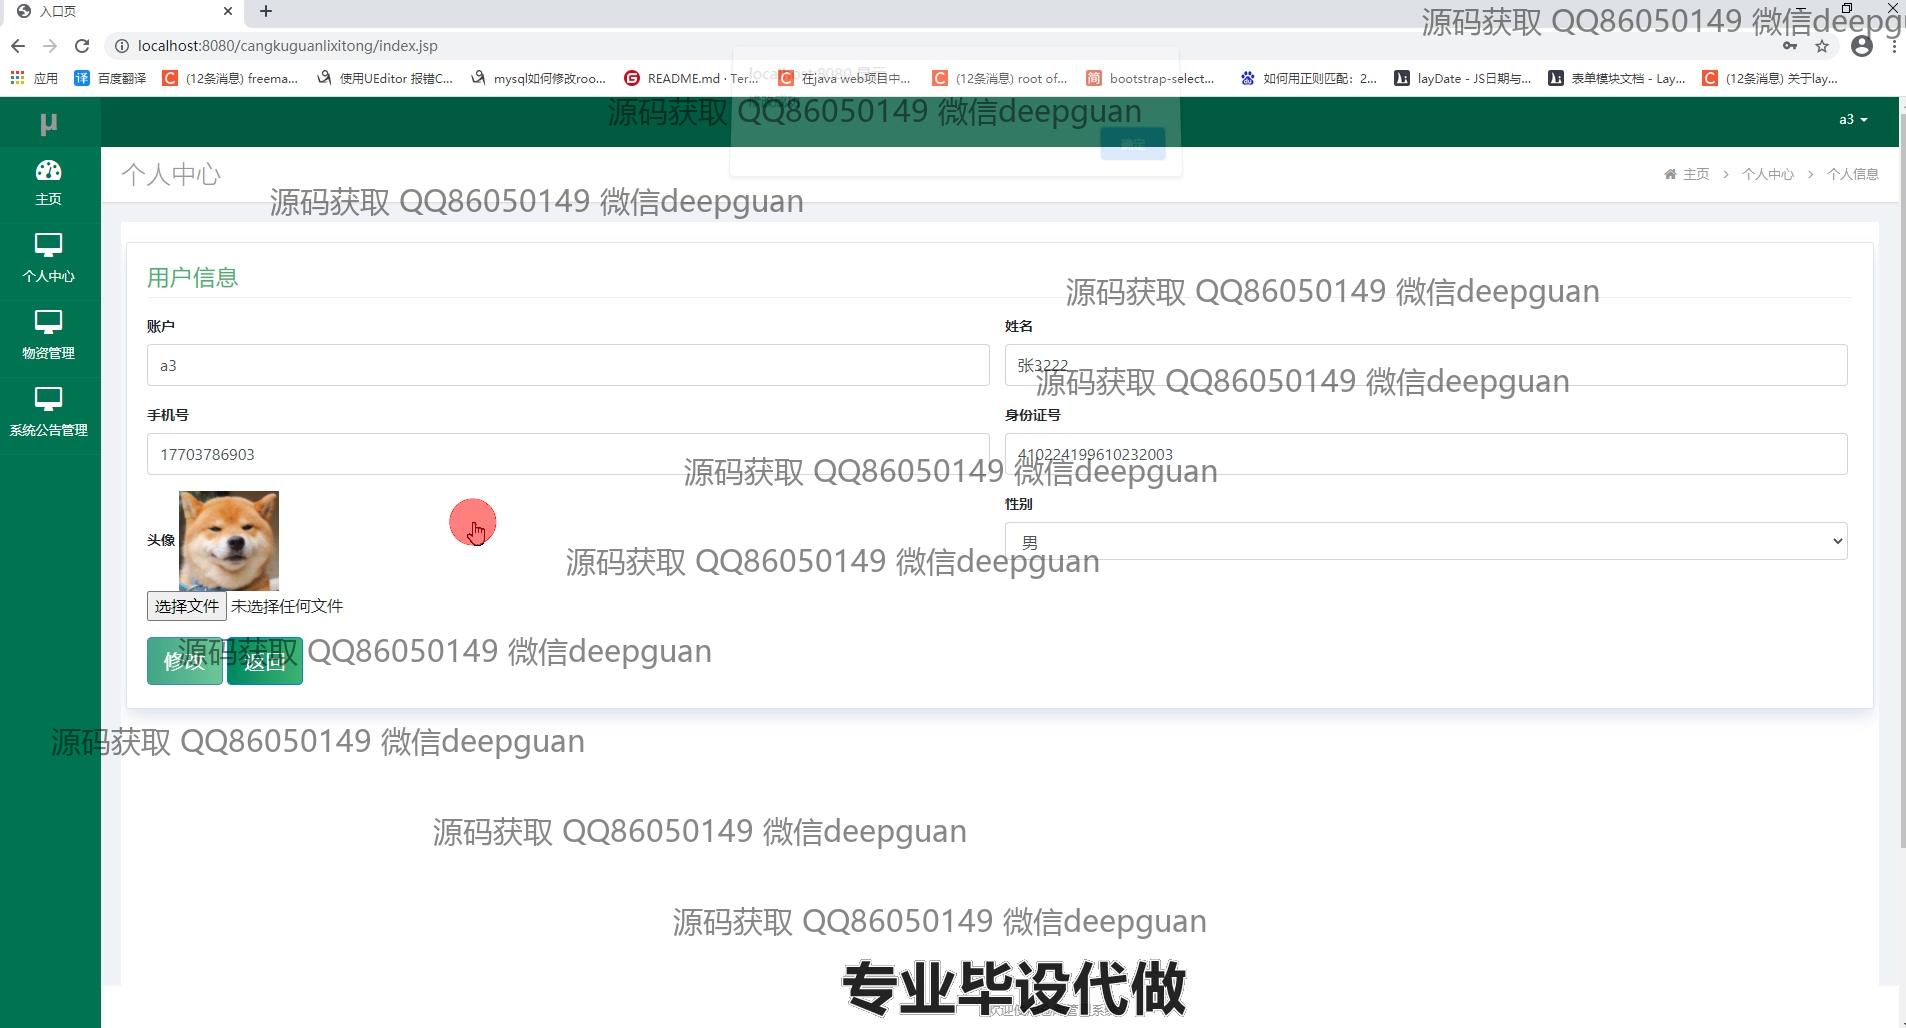 入口页
源码获取 QQ86050149 微信deepgu
localhost:8080/cangkuguanlixitong/index.jsp
应用 百度翻译 (12条消息) freema... 使用UEditor 报错C... mysql如何修改roo... README.md · Ter... 在java web项目中... (12条消息) root of... bootstrap-select... 如何用正则匹配：2... layDate - JS日期与... 表单模块文档 - Lay... (12条消息) 关于lay...
源码获取 QQ86050149 微信deepguan
μ
a3
确定
主页
个人中心
主页 > 个人中心 > 个人信息
源码获取 QQ86050149 微信deepguan
个人中心
用户信息
源码获取 QQ86050149 微信deepguan
账户
姓名
物资管理
a3
张3222
源码获取 QQ86050149 微信deepguan
手机号
身份证号
系统公告管理
17703786903
410224199610232003
源码获取 QQ86050149 微信deepguan
性别
头像
男
源码获取 QQ86050149 微信deepguan
选择文件 未选择任何文件
修改 返回
源码获取 QQ86050149 微信deepguan
源码获取 QQ86050149 微信deepguan
源码获取 QQ86050149 微信deepguan
源码获取 QQ86050149 微信deepguan
专业毕设代做